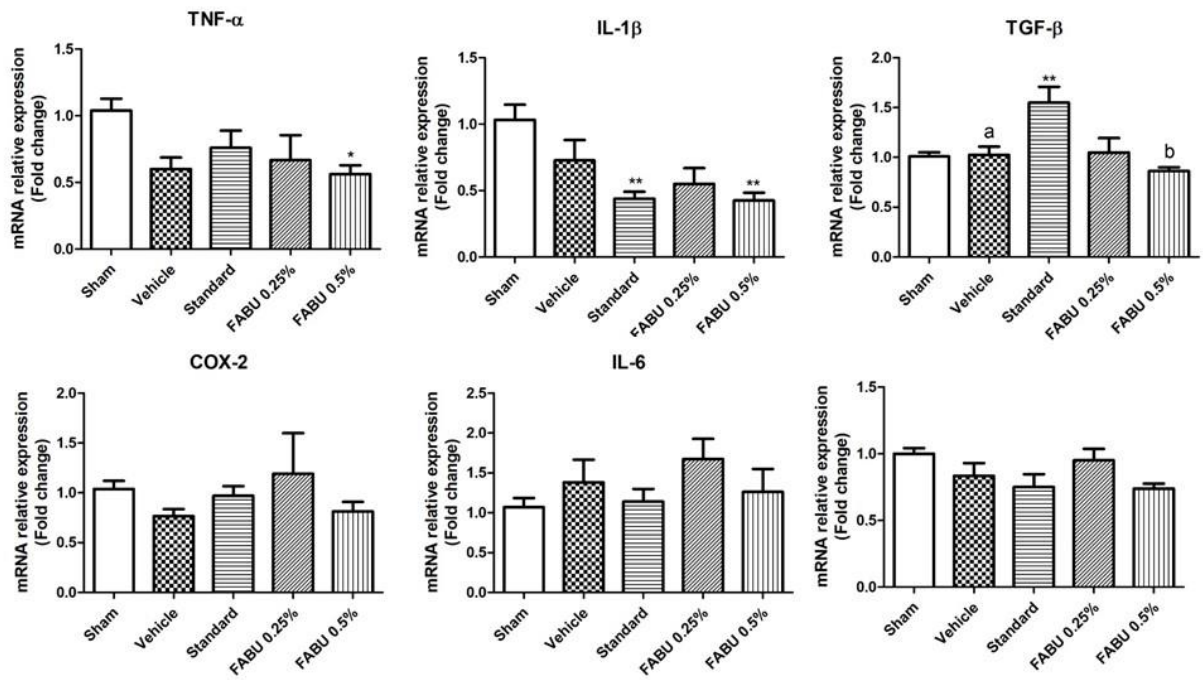 TNF-α
mRNA relative expression
(Fold change)
1.5
1.0
0.5
0.0
Sham
Vehicle
Standard
FABU 0.25%
FABU 0.5%
*
IL-1β
mRNA relative expression
(Fold change)
1.5
1.0
0.5
0.0
Sham
Vehicle
Standard
FABU 0.25%
FABU 0.5%
**
**
TGF-β
mRNA relative expression
(Fold change)
2.0
1.5
1.0
0.5
0.0
Sham
Vehicle
Standard
FABU 0.25%
FABU 0.5%
a
**
b
COX-2
mRNA relative expression
(Fold change)
2.0
1.5
1.0
0.5
0.0
Sham
Vehicle
Standard
FABU 0.25%
FABU 0.5%
IL-6
mRNA relative expression
(Fold change)
2.5
2.0
1.5
1.0
0.5
0.0
Sham
Vehicle
Standard
FABU 0.25%
FABU 0.5%
mRNA relative expression
(Fold change)
1.5
1.0
0.5
0.0
Sham
Vehicle
Standard
FABU 0.25%
FABU 0.5%